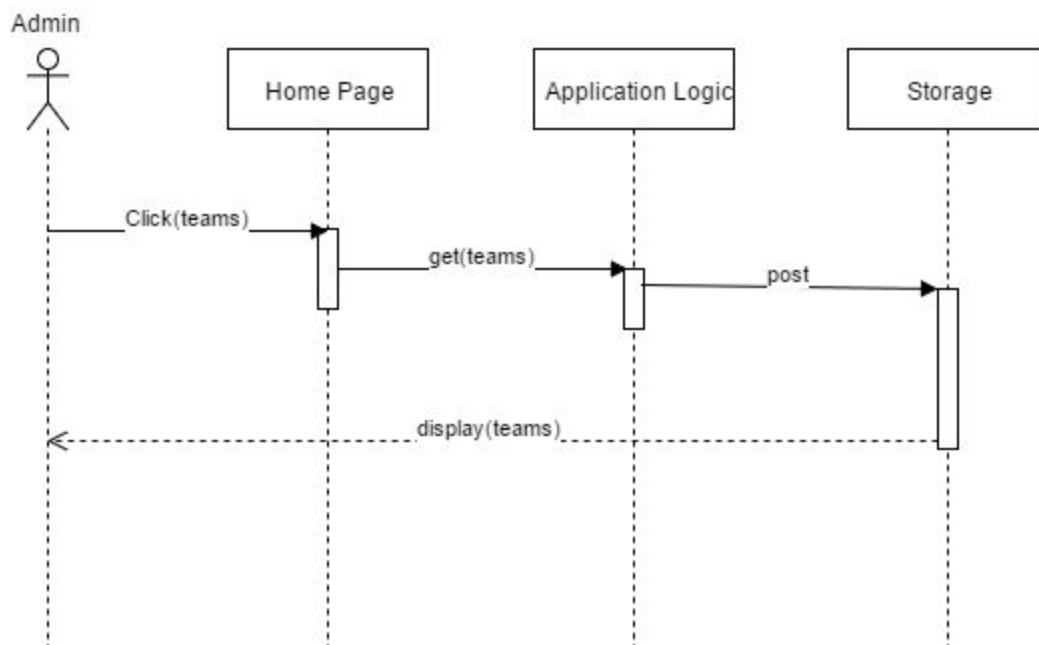 Admin
Home Page
Application Logic
Storage
Click(teams)
get(teams)
post
display(teams)